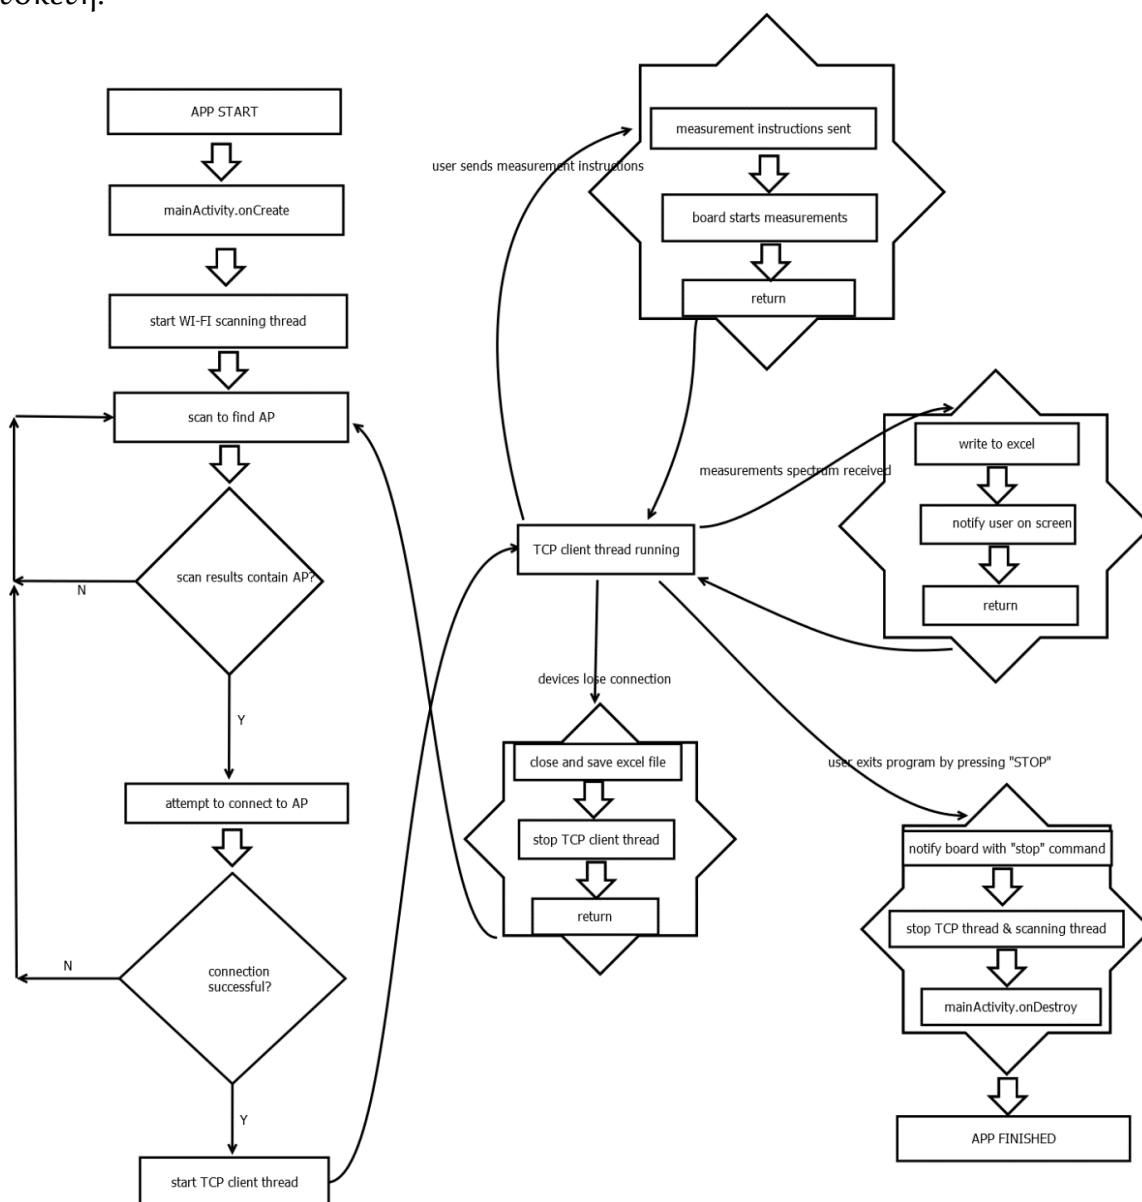 APP START
mainActivity.onCreate
start WI-FI scanning thread
scan to find AP
scan results contain AP?
N
Y
attempt to connect to AP
connection
successful?
N
Y
start TCP client thread
TCP client thread running
user sends measurement instructions
measurement instructions sent
board starts measurements
return
measurements spectrum received
write to excel
notify user on screen
return
devices lose connection
close and save excel file
stop TCP client thread
return
user exits program by pressing "STOP"
notify board with "stop" command
stop TCP thread & scanning thread
mainActivity.onDestroy
APP FINISHED